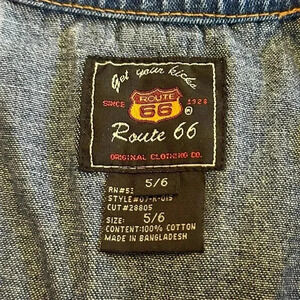 Get your kicks
SINCE 1926
ROUTE
66
®
Route 66
ORIGINAL CLOTHING CO.
5/6
CUT#28805
SIZE: 5/6
CONTENT:100% COTTON
MADE IN BANGLADESH